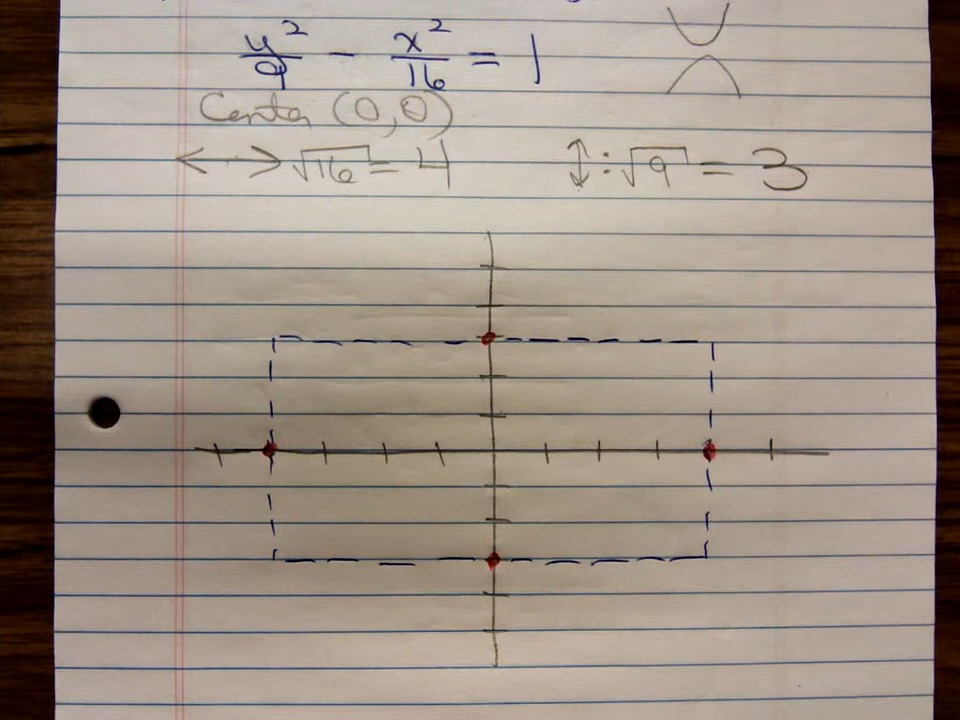 y²/9 - x²/16 = 1
Center (0,0)
↔ √16 = 4 ↕: √9 = 3